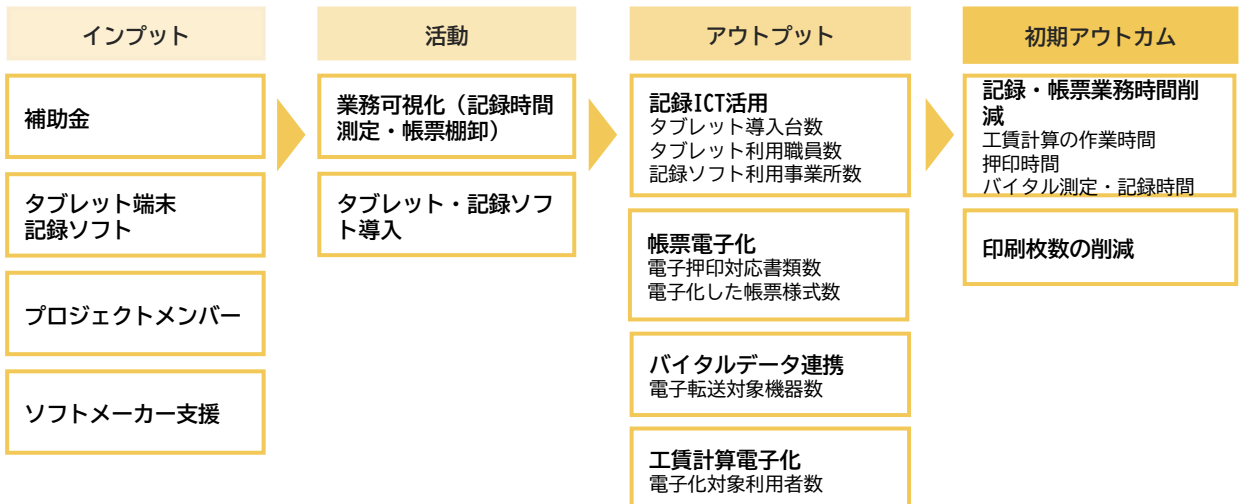 インプット
補助金
タブレット端末
記録ソフト
プロジェクトメンバー
ソフトメーカー支援
活動
業務可視化（記録時間
測定・帳票棚卸）
タブレット・記録ソフ
ト導入
アウトプット
記録ICT活用
タブレット導入台数
タブレット利用職員数
記録ソフト利用事業所数
帳票電子化
電子押印対応書類数
電子化した帳票様式数
バイタルデータ連携
電子転送対象機器数
工賃計算電子化
電子化対象利用者数
初期アウトカム
記録・帳票業務時間削
減
工賃計算の作業時間
押印時間
バイタル測定・記録時間
印刷枚数の削減